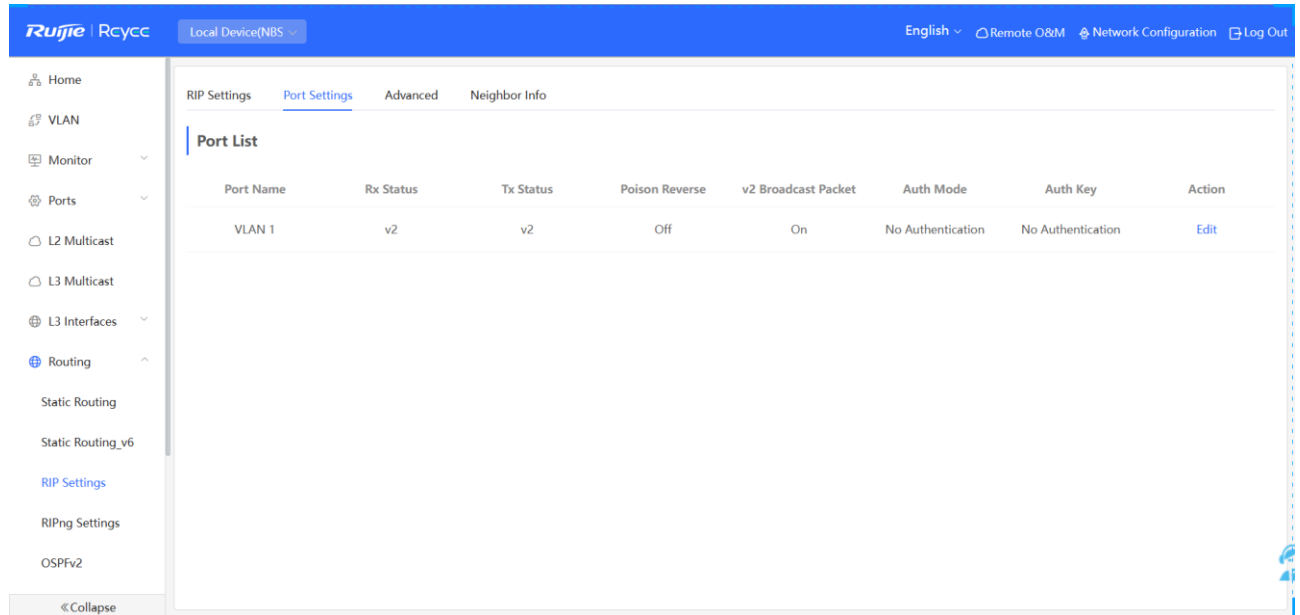 Ruijie | Rcycc Local Device(NBS English Remote O&M Network Configuration Log Out
Home
VLAN
Monitor
Ports
L2 Multicast
L3 Multicast
L3 Interfaces
Routing
Static Routing
Static Routing_v6
RIP Settings
RIPng Settings
OSPFv2
«Collapse
RIP Settings Port Settings Advanced Neighbor Info
Port List
Port Name Rx Status Tx Status Poison Reverse v2 Broadcast Packet Auth Mode Auth Key Action
VLAN 1 v2 v2 Off On No Authentication No Authentication Edit